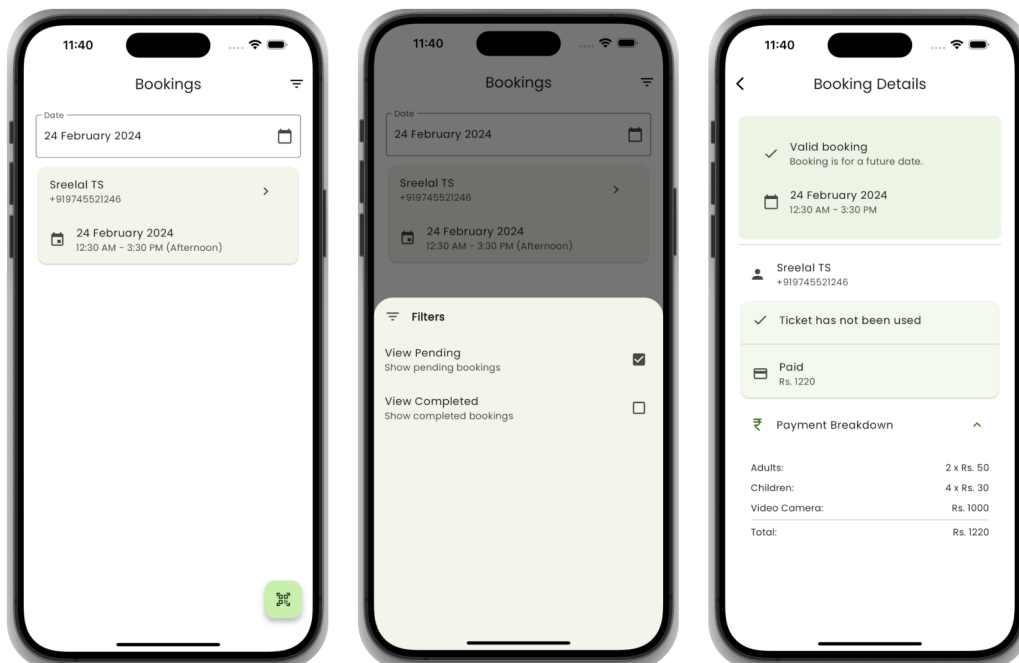 11:40
Bookings
Date
24 February 2024
Sreelal TS
+919745521246
24 February 2024
12:30 AM - 3:30 PM (Afternoon)
11:40
Bookings
Date
24 February 2024
Sreelal TS
+919745521246
24 February 2024
12:30 AM - 3:30 PM (Afternoon)
Filters
View Pending
Show pending bookings
View Completed
Show completed bookings
11:40
Booking Details
Valid booking
Booking is for a future date.
24 February 2024
12:30 AM - 3:30 PM
Sreelal TS
+919745521246
Ticket has not been used
Paid
Rs. 1220
₹ Payment Breakdown
Adults: 2 x Rs. 50
Children: 4 x Rs. 30
Video Camera: Rs. 1000
Total: Rs. 1220